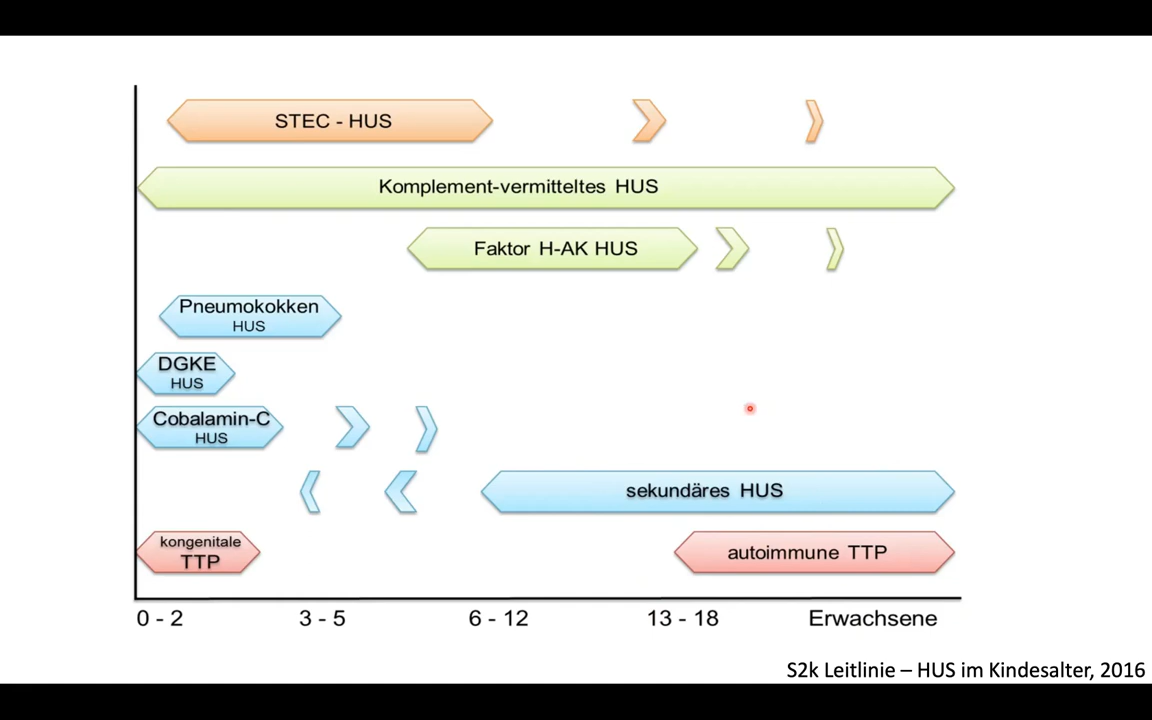 STEC - HUS
Komplement-vermitteltes HUS
Faktor H-AK HUS
Pneumokokken
HUS
DGKE
HUS
Cobalamin-C
HUS
sekundäres HUS
kongenitale
TTP
autoimmune TTP
0 - 2
3 - 5
6 - 12
13 - 18
Erwachsene
S2k Leitlinie – HUS im Kindesalter, 2016